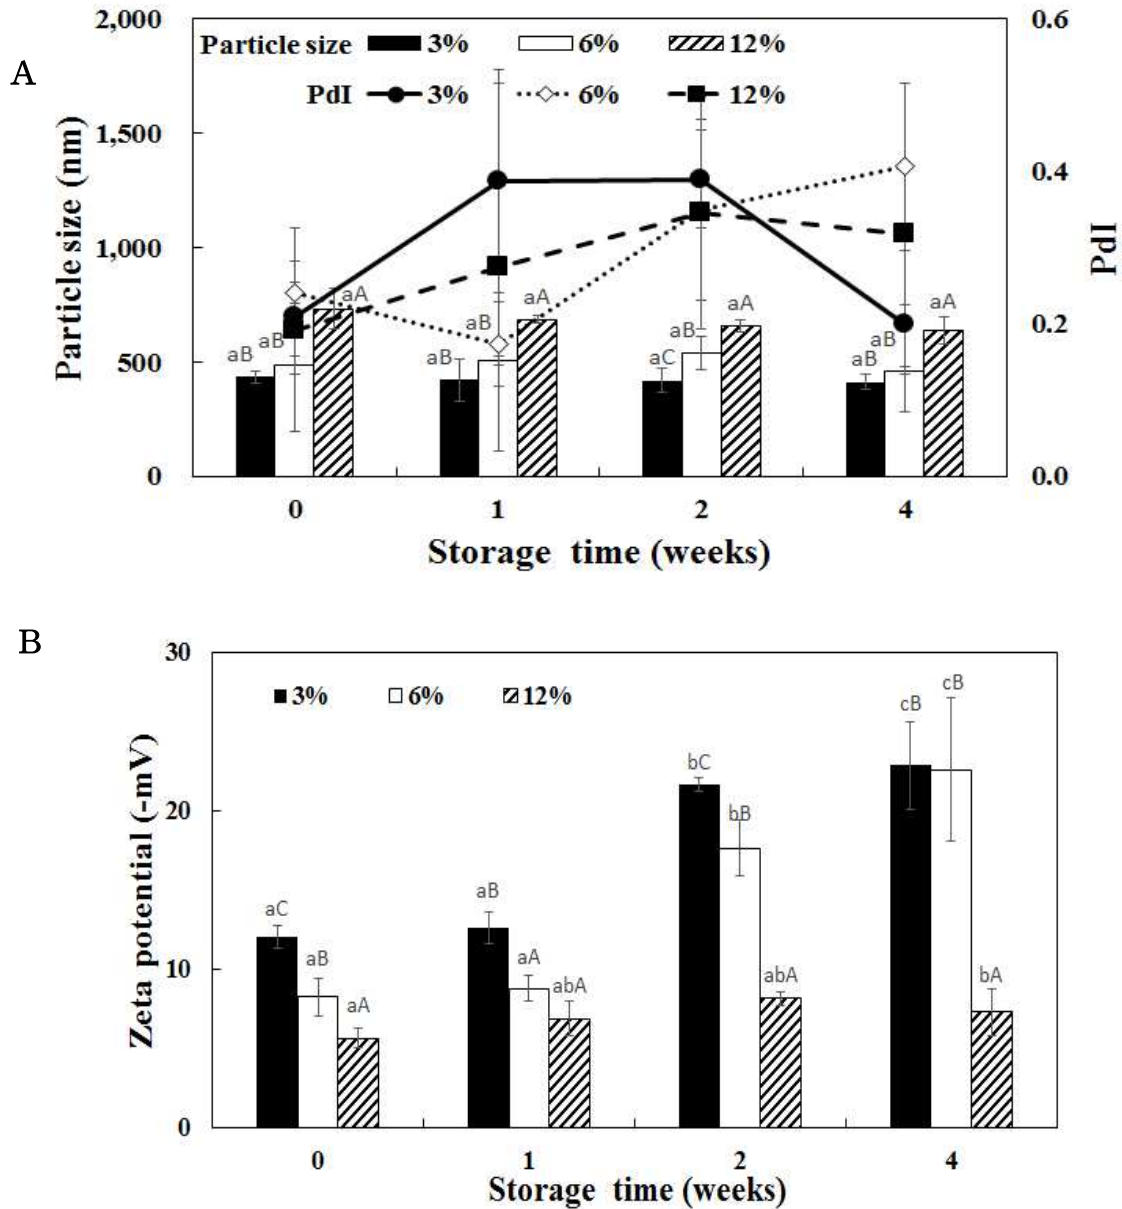 A
2,000
1,500
1,000
500
0
Particle size (nm)
Particle size 3% 6% 12%
PdI 3% 6% 12%
0.6
0.4
0.2
0.0
PdI
aB aB aA
aB aB aA
aC aB aA
aB aB aA
0 1 2 4
Storage time (weeks)
B
30
20
10
0
Zeta potential (-mV)
3% 6% 12%
aC aB aA
aB aA abA
bC bB abA
cB cB bA
0 1 2 4
Storage time (weeks)